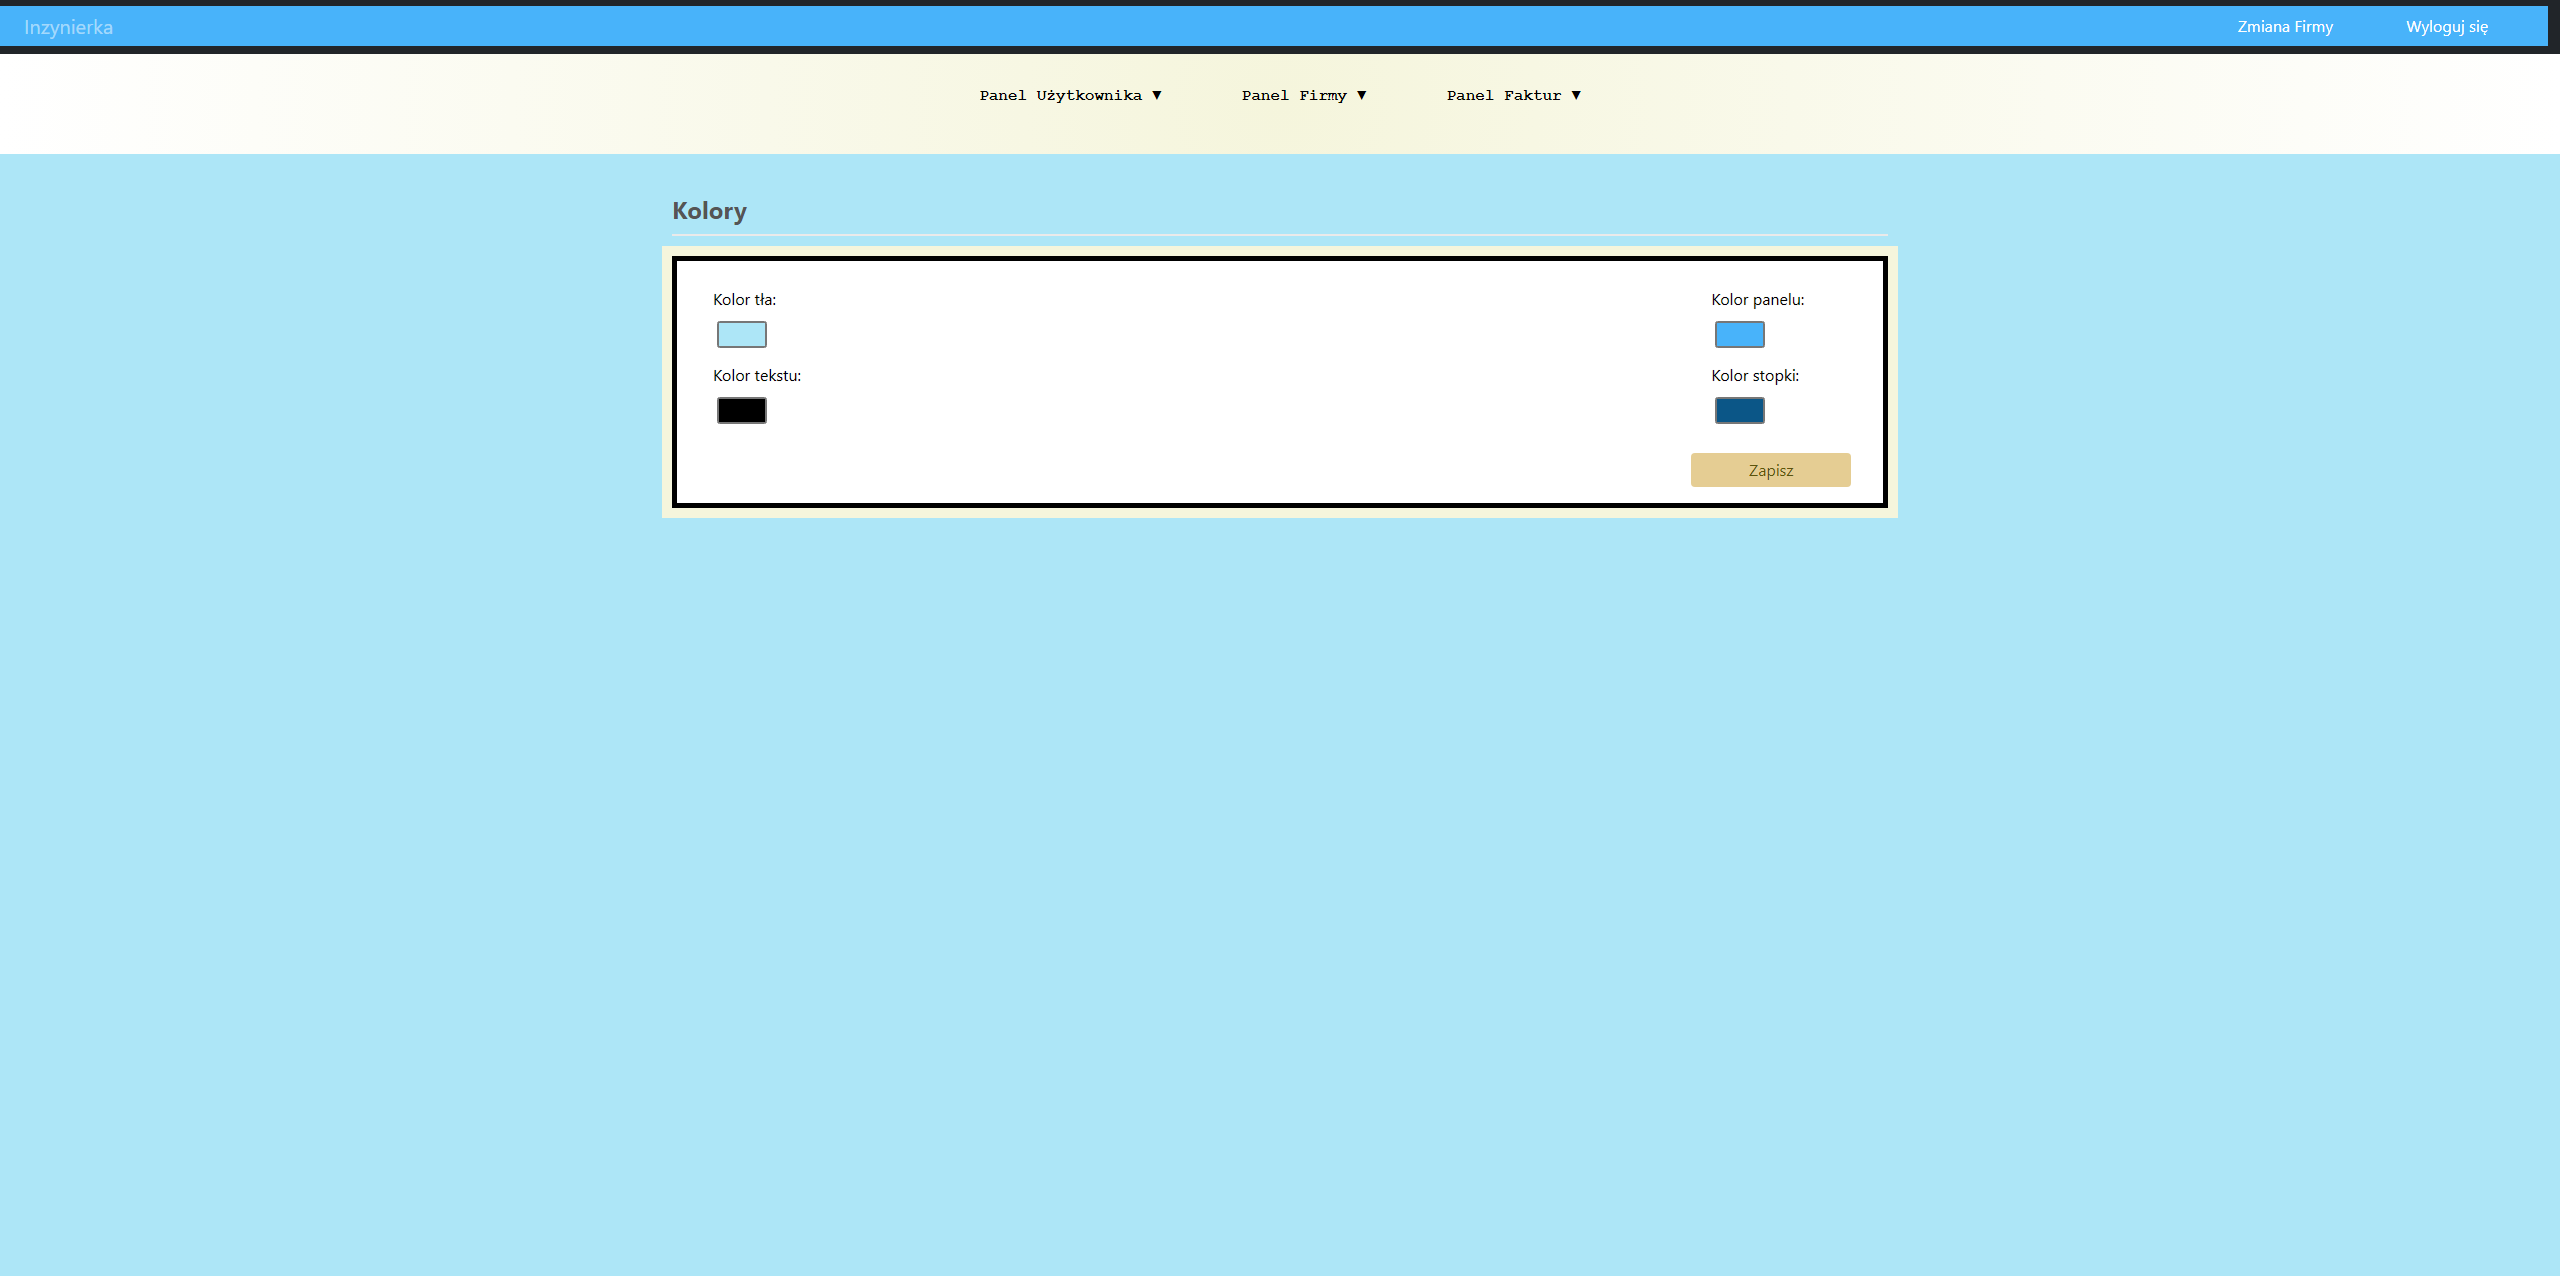 Inzynierka Zmiana Firmy Wyloguj się
Panel Użytkownika ▼ Panel Firmy ▼ Panel Faktur ▼
Kolory
Kolor tła: Kolor panelu:
Kolor tekstu: Kolor stopki:
Zapisz